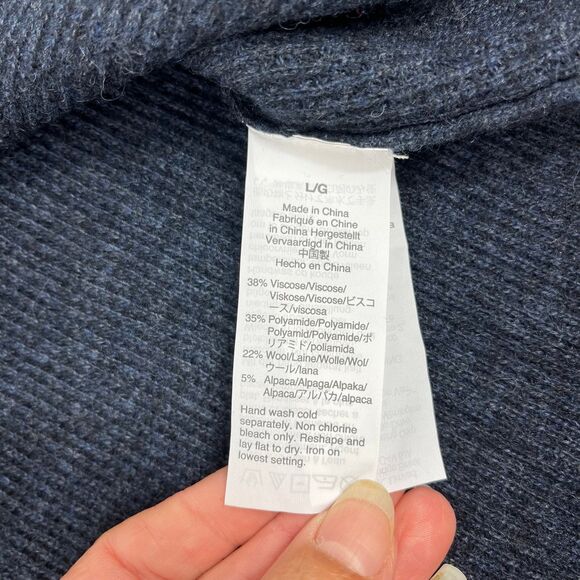 L/G
Made in China
Fabriqué en Chine
in China Hergestellt
Vervaardigd in China
中国製
Hecho en China
38% Viscose/Viscose/
Viskose/Viscose/ビスコ
ース/viscosa
35% Polyamide/Polyamide/
Polyamid/Polyamide/ポ
リアミド/poliamida
22% Wool/Laine/Wolle/Wol/
ウール/lana
5% Alpaca/Alpaga/Alpaka/
Alpaca/アルパカ/alpaca
Hand wash cold
separately. Non chlorine
bleach only. Reshape and
lay flat to dry. Iron on
lowest setting.